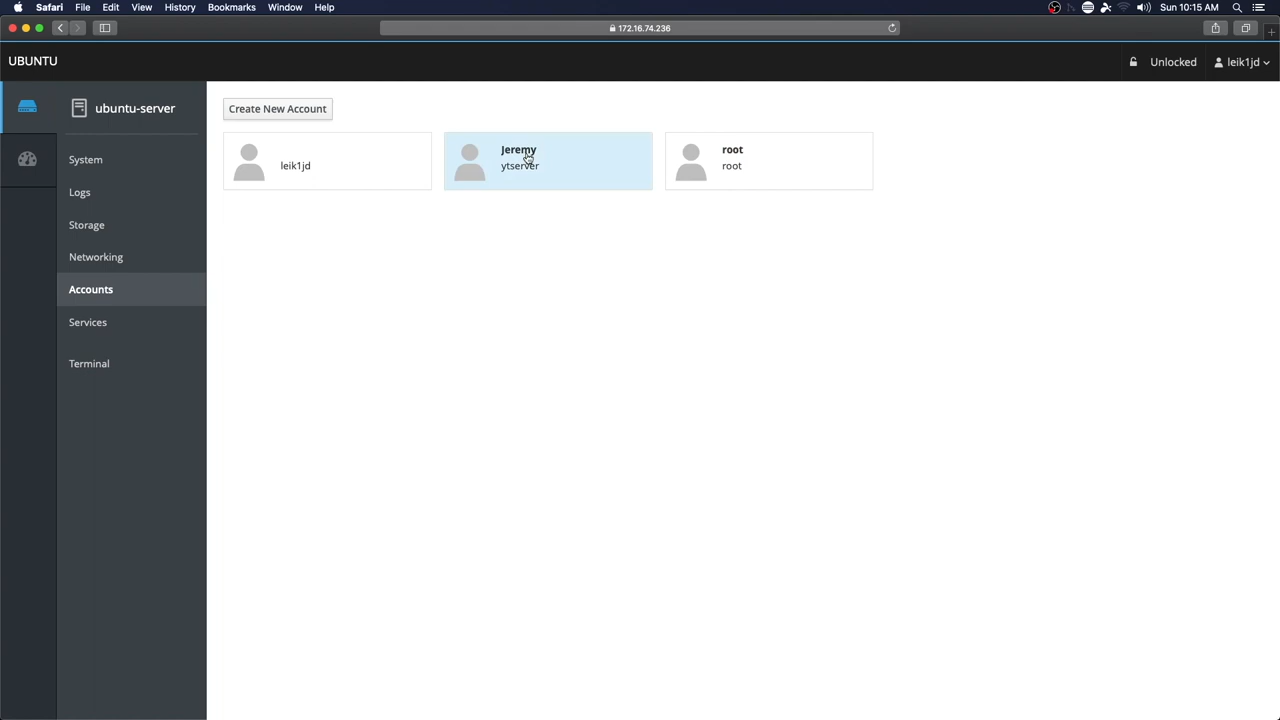 Safari File Edit View History Bookmarks Window Help Sun 10:15 AM
172.16.74.236
UBUNTU Unlocked leik1jd
ubuntu-server
System
Logs
Storage
Networking
Accounts
Services
Terminal
Create New Account
leik1jd
Jeremy
ytserver
root
root